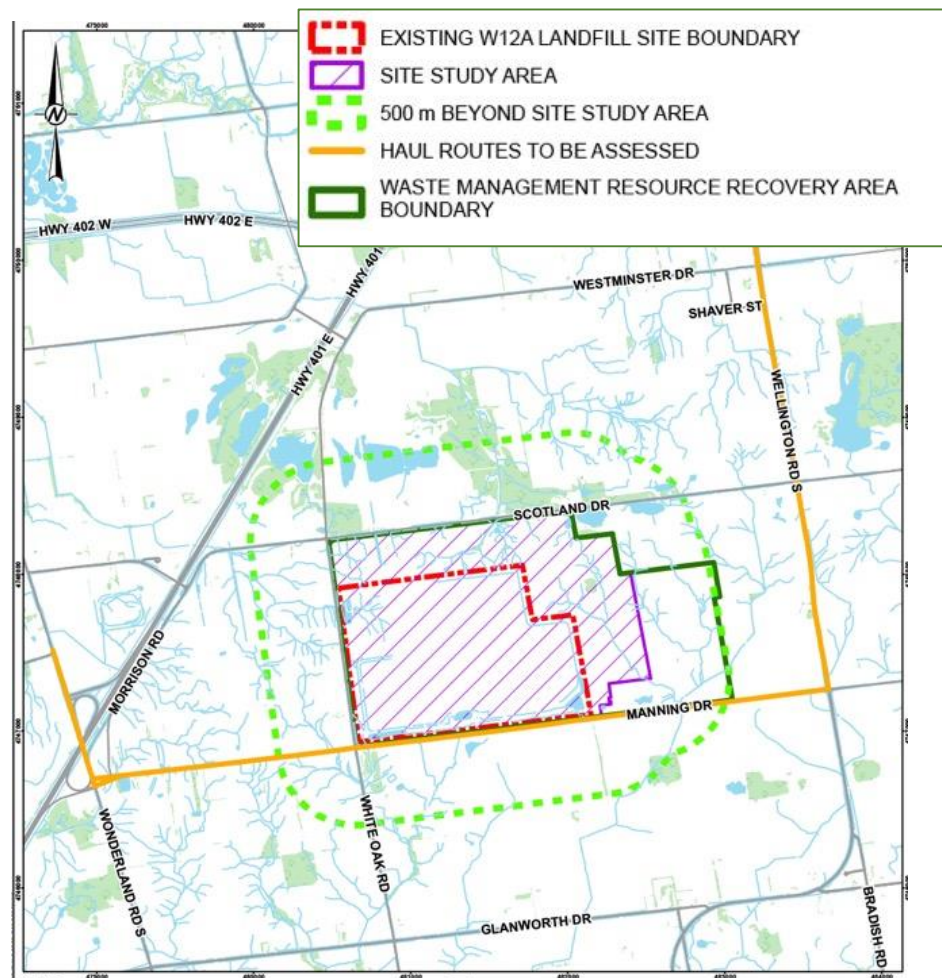 EXISTING W12A LANDFILL SITE BOUNDARY
SITE STUDY AREA
500 m BEYOND SITE STUDY AREA
HAUL ROUTES TO BE ASSESSED
WASTE MANAGEMENT RESOURCE RECOVERY AREA
BOUNDARY
N
HWY 402 W
HWY 402 E
HWY 401
WESTMINSTER DR
SHAVER ST
HWY 401 E
WELLINGTON RD S
SCOTLAND DR
MORRISON RD
MANNING DR
WONDERLAND RD S
WHITE OAK RD
GLANWORTH DR
BRADISH RD